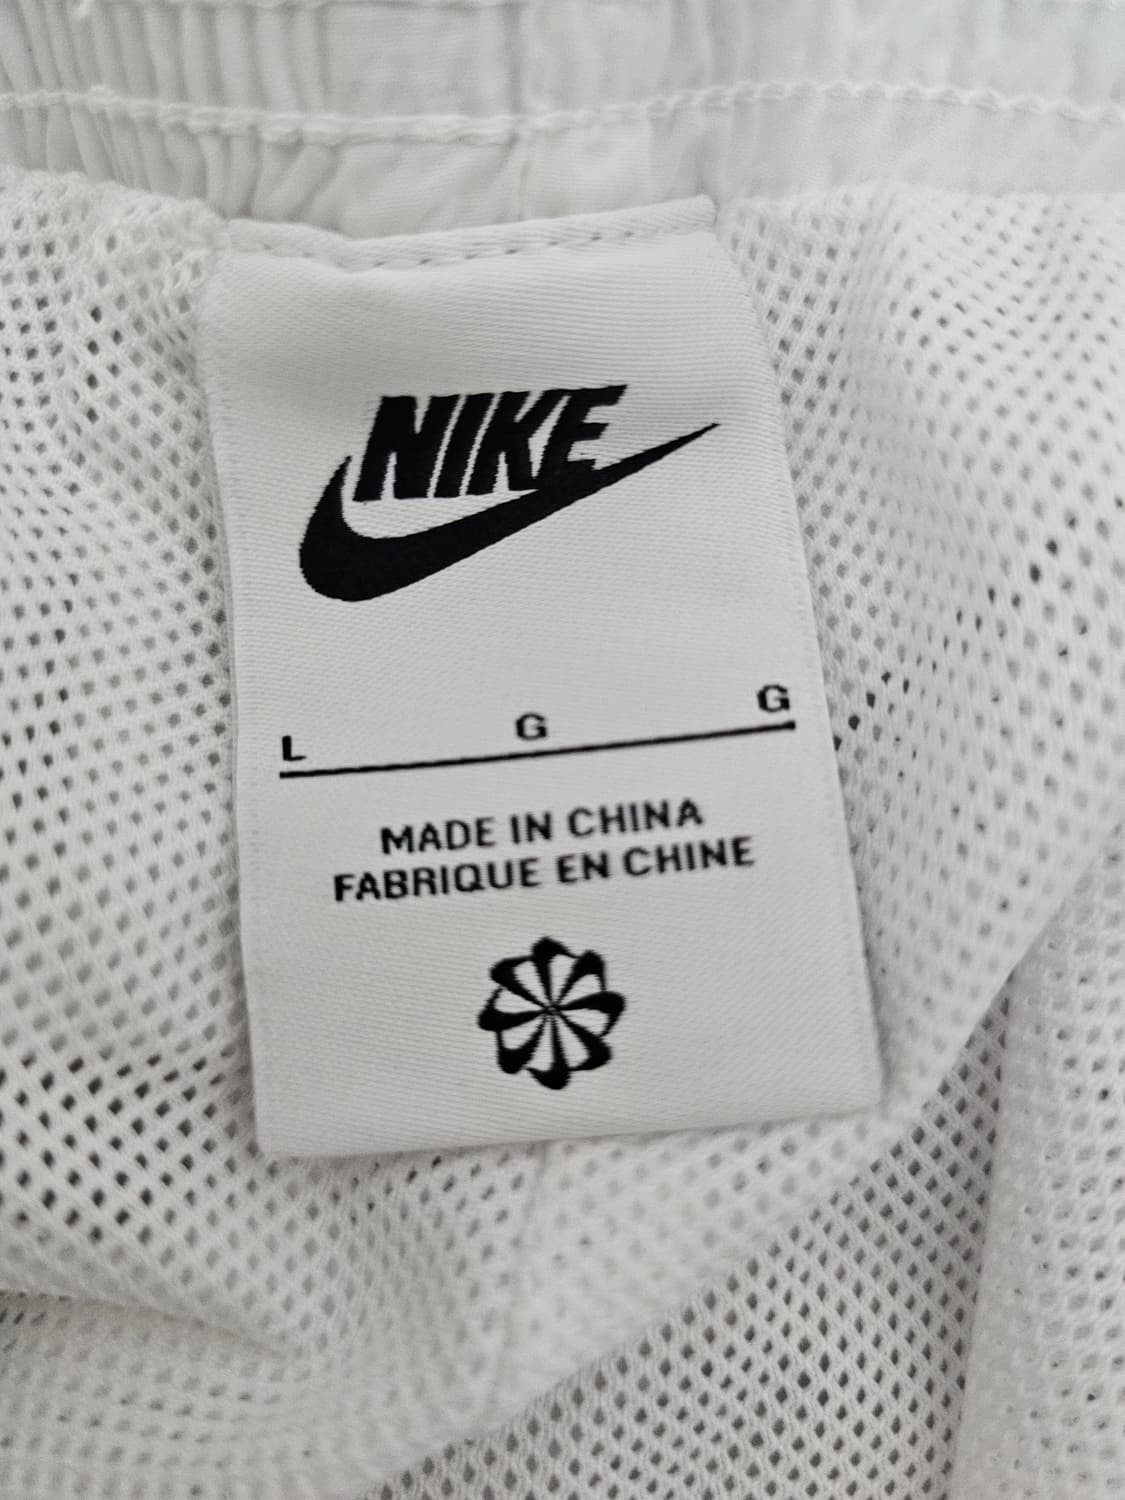 NIKE
L G G
MADE IN CHINA
FABRIQUE EN CHINE